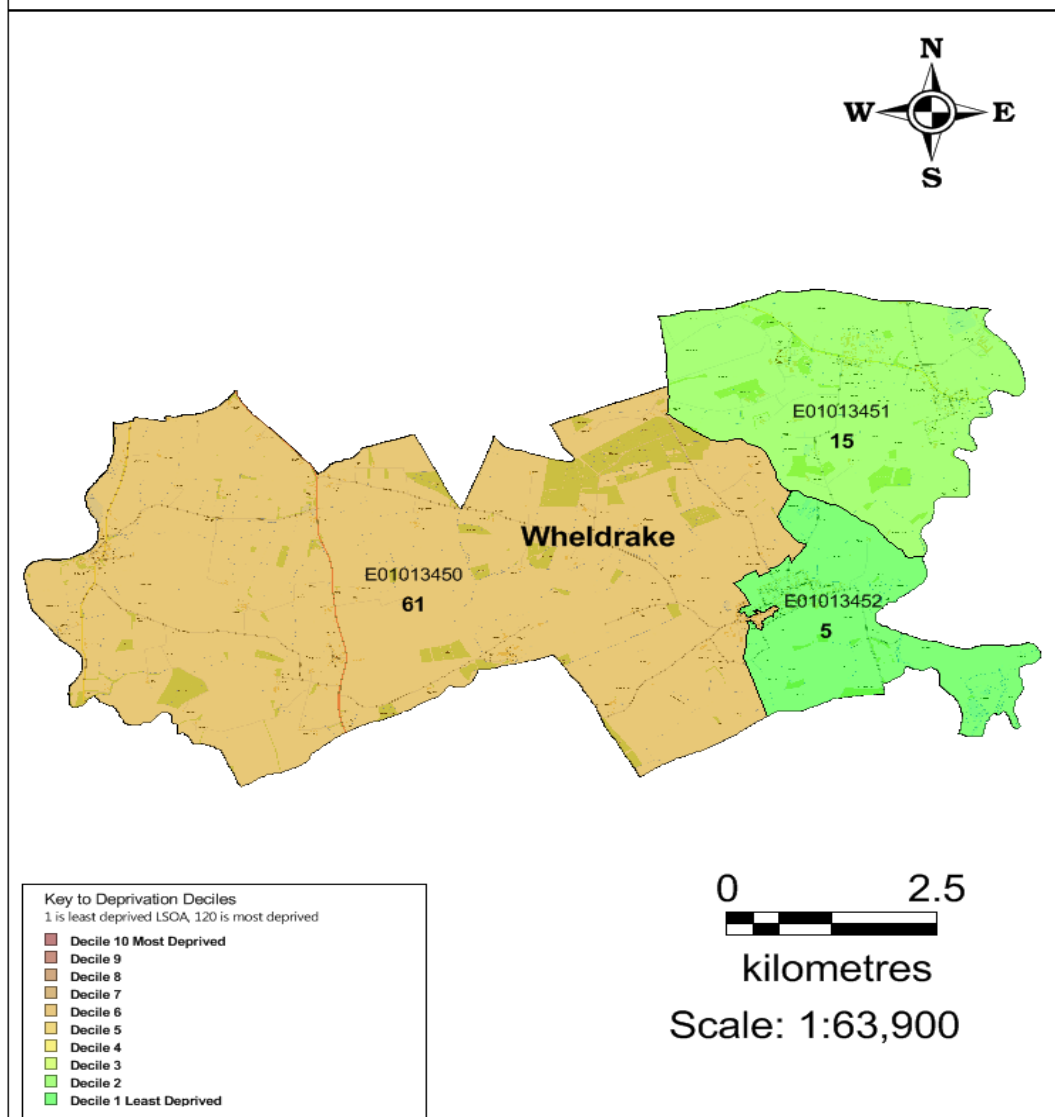 N
W E
S
E01013451
15
Wheldrake
E01013450
61
E01013452
5
Key to Deprivation Deciles
1 is least deprived LSOA, 120 is most deprived
Decile 10 Most Deprived
Decile 9
Decile 8
Decile 7
Decile 6
Decile 5
Decile 4
Decile 3
Decile 2
Decile 1 Least Deprived
0 2.5
kilometres
Scale: 1:63,900